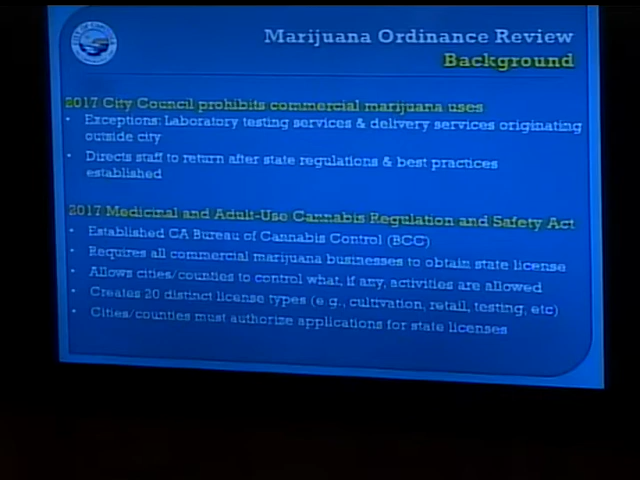 Marijuana Ordinance Review
Background
2017 City Council prohibits commercial marijuana uses
• Exceptions: Laboratory testing services & delivery services originating
outside city
• Directs staff to return after state regulations & best practices
established
2017 Medicinal and Adult-Use Cannabis Regulation and Safety Act
• Established CA Bureau of Cannabis Control (BCC)
• Requires all commercial marijuana businesses to obtain state license
• Allows cities/counties to control what, if any, activities are allowed
• Creates 20 distinct license types (e.g., cultivation, retail, testing, etc)
• Cities/counties must authorize applications for state licenses